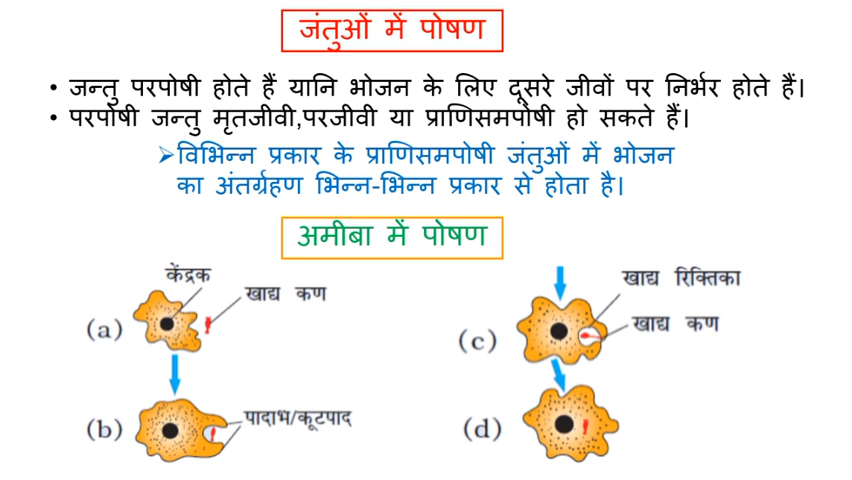 जंतुओं में पोषण
• जन्तु परपोषी होते हैं यानि भोजन के लिए दूसरे जीवों पर निर्भर होते हैं।
• परपोषी जन्तु मृतजीवी,परजीवी या प्राणिसमपोषी हो सकते हैं।
➢विभिन्न प्रकार के प्राणिसमपोषी जंतुओं में भोजन
का अंतर्ग्रहण भिन्न-भिन्न प्रकार से होता है।
अमीबा में पोषण
केंद्रक
खाद्य कण
(a)
पादाभ/कूटपाद
(b)
खाद्य रिक्तिका
खाद्य कण
(c)
(d)